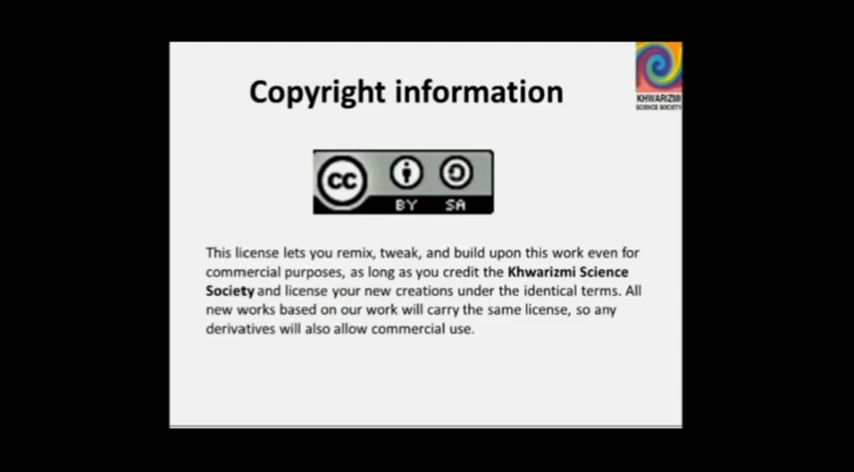 Copyright information
KHWARIZMI
SCIENCE SOCIETY
cc
BY SA
This license lets you remix, tweak, and build upon this work even for
commercial purposes, as long as you credit the Khwarizmi Science
Society and license your new creations under the identical terms. All
new works based on our work will carry the same license, so any
derivatives will also allow commercial use.